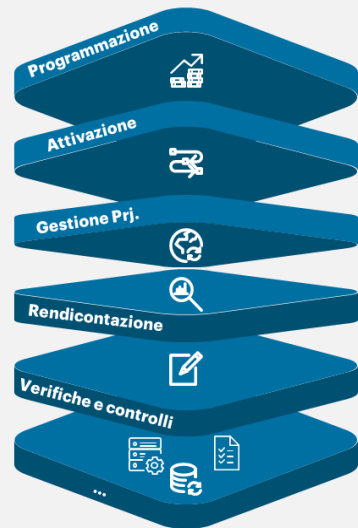 Programmazione
Attivazione
Gestione Prj.
Rendicontazione
Verifiche e controlli
...